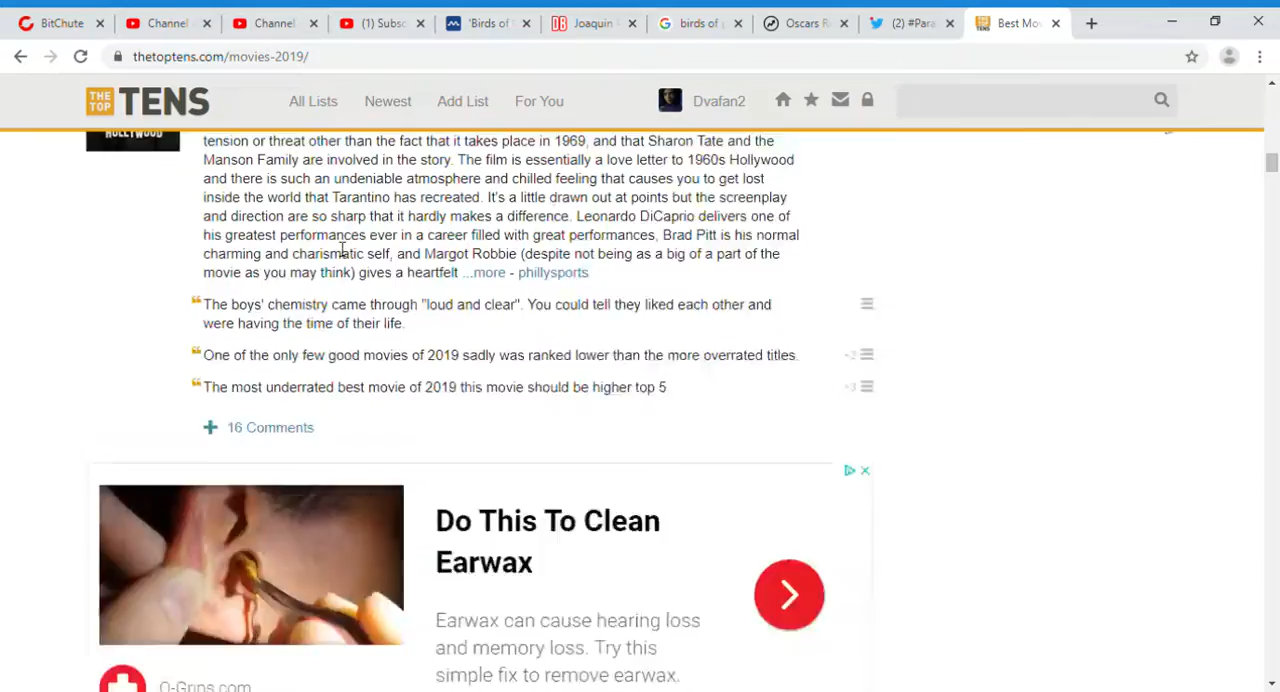 BitChute
Channel
Channel
(1) Subsc
'Birds of
Joaquin
birds of
Oscars R
(2) #Para
Best Mov
thetoptens.com/movies-2019/
THE TOP TENS
All Lists
Newest
Add List
For You
Dvafan2
HOLLYWOOD
tension or threat other than the fact that it takes place in 1969, and that Sharon Tate and the
Manson Family are involved in the story. The film is essentially a love letter to 1960s Hollywood
and there is such an undeniable atmosphere and chilled feeling that causes you to get lost
inside the world that Tarantino has recreated. It's a little drawn out at points but the screenplay
and direction are so sharp that it hardly makes a difference. Leonardo DiCaprio delivers one of
his greatest performances ever in a career filled with great performances, Brad Pitt is his normal
charming and charismatic self, and Margot Robbie (despite not being as a big of a part of the
movie as you may think) gives a heartfelt ...more - phillysports
The boys' chemistry came through "loud and clear". You could tell they liked each other and
were having the time of their life.
One of the only few good movies of 2019 sadly was ranked lower than the more overrated titles.
The most underrated best movie of 2019 this movie should be higher top 5
+3
16 Comments
Do This To Clean
Earwax
Earwax can cause hearing loss
and memory loss. Try this
simple fix to remove earwax.
Q-Grips.com